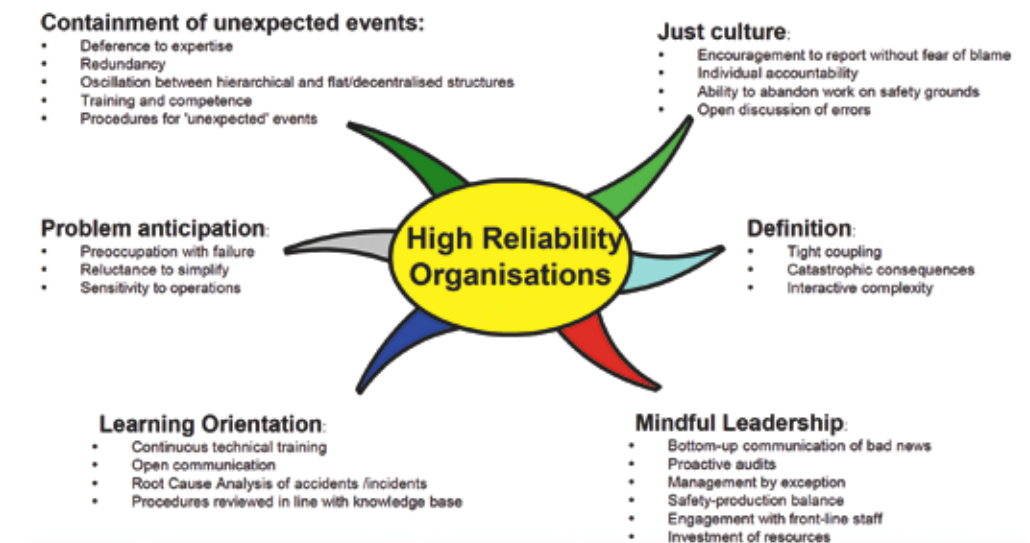 Containment of unexpected events:
• Deference to expertise
• Redundancy
• Oscillation between hierarchical and flat/decentralised structures
• Training and competence
• Procedures for 'unexpected' events
Just culture:
• Encouragement to report without fear of blame
• Individual accountability
• Ability to abandon work on safety grounds
• Open discussion of errors
Problem anticipation:
• Preoccupation with failure
• Reluctance to simplify
• Sensitivity to operations
High Reliability
Organisations
Definition:
• Tight coupling
• Catastrophic consequences
• Interactive complexity
Learning Orientation:
• Continuous technical training
• Open communication
• Root Cause Analysis of accidents /incidents
• Procedures reviewed in line with knowledge base
Mindful Leadership:
• Bottom-up communication of bad news
• Proactive audits
• Management by exception
• Safety-production balance
• Engagement with front-line staff
• Investment of resources